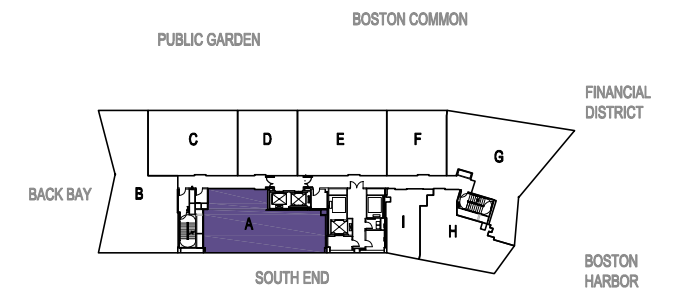 BOSTON COMMON
PUBLIC GARDEN
FINANCIAL
DISTRICT
C
D
E
F
G
BACK BAY
B
A
I
H
SOUTH END
BOSTON
HARBOR